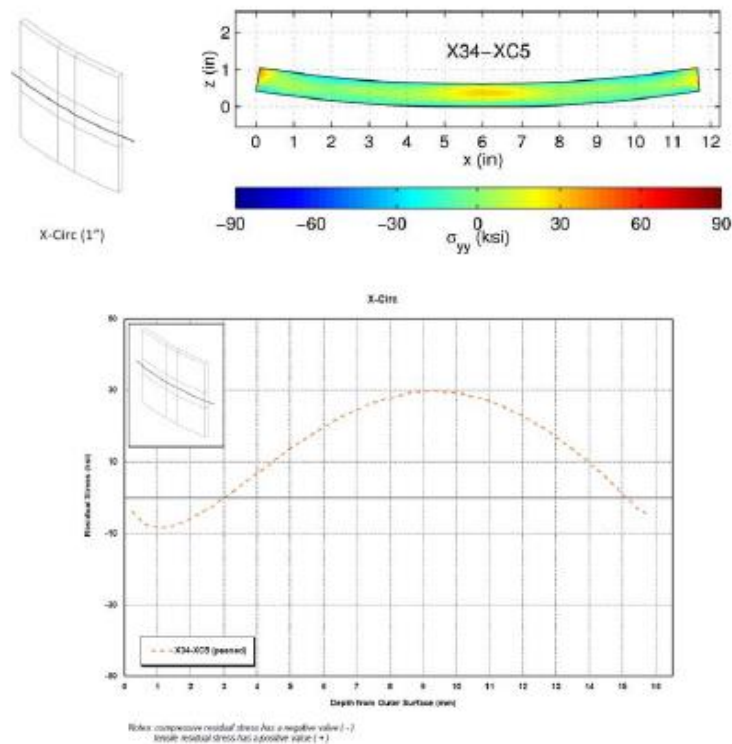 X-Circ (1")
X34-XC5
z (in)
2
1
0
0 1 2 3 4 5 6 7 8 9 10 11 12
x (in)
-90 -60 -30 0 30 60 90
σyy (ksi)
X-Circ
Residual Stress (ksi)
50
30
10
-10
-30
-50
X34-XC5 (peened)
0 1 2 3 4 5 6 7 8 9 10 11 12 13 14 15 16
Depth from Outer Surface (mm)
Notes: compressive residual stress has a negative value ( - )
tensile residual stress has a positive value ( + )